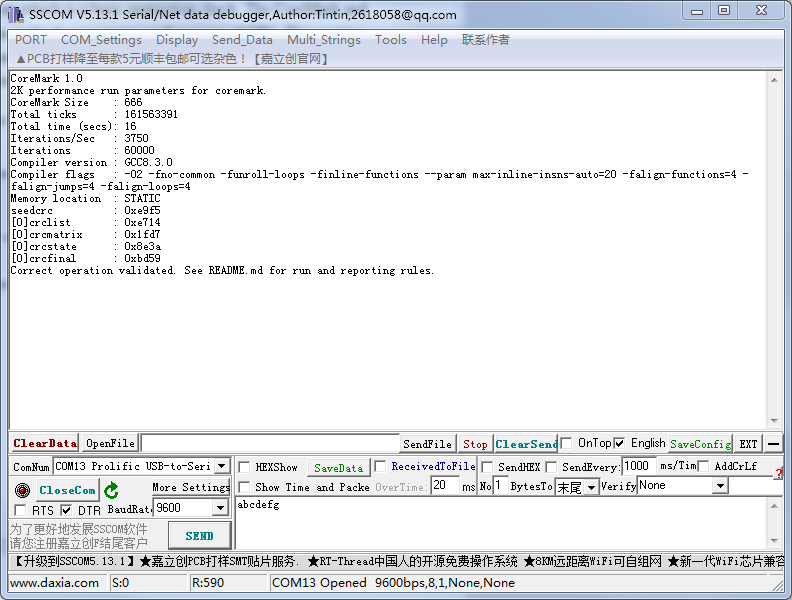 SSCOM V5.13.1 Serial/Net data debugger,Author:Tintin,2618058@qq.com
PORT COM_Settings Display Send_Data Multi_Strings Tools Help 联系作者
▲PCB打样降至每款5元顺丰包邮可选杂色！【嘉立创官网】
CoreMark 1.0
2K performance run parameters for coremark.
CoreMark Size : 666
Total ticks : 161563391
Total time (secs): 16
Iterations/Sec : 3750
Iterations : 60000
Compiler version : GCC8.3.0
Compiler flags : -O2 -fno-common -funroll-loops -finline-functions --param max-inline-insns-auto=20 -falign-functions=4 -
falign-jumps=4 -falign-loops=4
Memory location : STATIC
seedcrc : 0xe9f5
[0]crclist : 0xe714
[0]crcmatrix : 0x1fd7
[0]crcstate : 0x8e3a
[0]crcfinal : 0xbd59
Correct operation validated. See README.md for run and reporting rules.
ClearData OpenFile SendFile Stop ClearSend OnTop English SaveConfig EXT
ComNum COM13 Prolific USB-to-Seri HEXShow SaveData ReceivedToFile SendHEX SendEvery: 1000 ms/Tim AddCrLf
CloseCom More Settings Show Time and Packe OverTime: 20 ms No 1 BytesTo 末尾 Verify None
RTS DTR BaudRat 9600 abcdefg
为了更好地发展SSCOM软件
请您注册嘉立创F结尾客户
SEND
【升级到SSCOM5.13.1】★嘉立创PCB打样SMT贴片服务. ★RT-Thread中国人的开源免费操作系统 ★8KM远距离WiFi可自组网 ★新一代WiFi芯片兼容
www.daxia.com S:0 R:590 COM13 Opened 9600bps,8,1,None,None